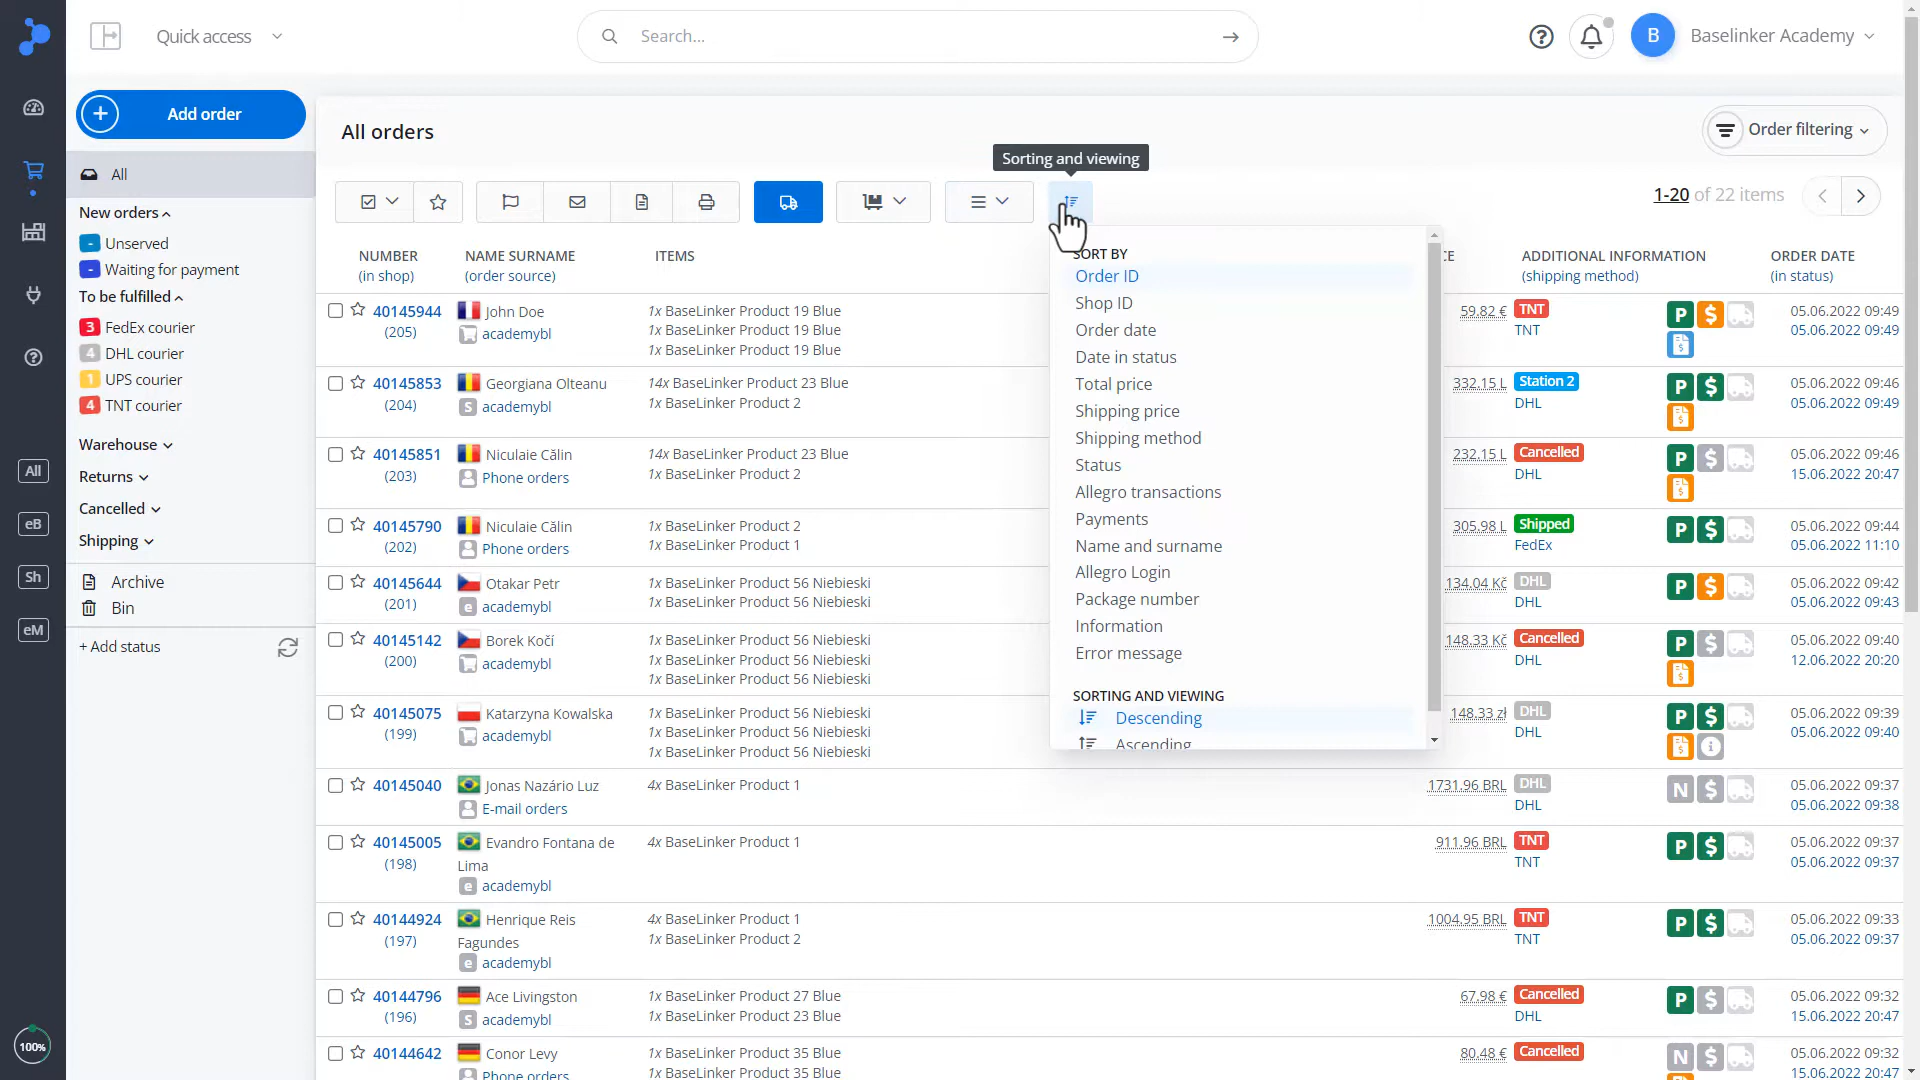 Quick access
Search...
B
Baselinker Academy
Add order
All orders
Order filtering
Sorting and viewing
1-20 of 22 items
All
New orders
- Unserved
- Waiting for payment
To be fulfilled
3 FedEx courier
4 DHL courier
1 UPS courier
4 TNT courier
Warehouse
Returns
Cancelled
Shipping
Archive
Bin
+ Add status
All
eB
Sh
eM
100%
NUMBER
(in shop)
NAME SURNAME
(order source)
ITEMS
CE
ADDITIONAL INFORMATION
(shipping method)
ORDER DATE
(in status)
SORT BY
Order ID
Shop ID
Order date
Date in status
Total price
Shipping price
Shipping method
Status
Allegro transactions
Payments
Name and surname
Allegro Login
Package number
Information
Error message
SORTING AND VIEWING
Descending
Ascending
40145944
(205)
John Doe
academybl
1x BaseLinker Product 19 Blue
1x BaseLinker Product 19 Blue
1x BaseLinker Product 19 Blue
59.82 €
TNT
TNT
P $
05.06.2022 09:49
05.06.2022 09:49
40145853
(204)
Georgiana Olteanu
S academybl
14x BaseLinker Product 23 Blue
1x BaseLinker Product 2
332.15 L
Station 2
DHL
P $
05.06.2022 09:46
05.06.2022 09:49
40145851
(203)
Niculaie Călin
Phone orders
14x BaseLinker Product 23 Blue
1x BaseLinker Product 2
232.15 L
Cancelled
DHL
P $
05.06.2022 09:46
15.06.2022 20:47
40145790
(202)
Niculaie Călin
Phone orders
1x BaseLinker Product 2
1x BaseLinker Product 1
305.98 L
Shipped
FedEx
P $
05.06.2022 09:44
05.06.2022 11:10
40145644
(201)
Otakar Petr
e academybl
1x BaseLinker Product 56 Niebieski
1x BaseLinker Product 56 Niebieski
134.04 Kč
DHL
DHL
P $
05.06.2022 09:42
05.06.2022 09:43
40145142
(200)
Borek Kočí
academybl
1x BaseLinker Product 56 Niebieski
1x BaseLinker Product 56 Niebieski
1x BaseLinker Product 56 Niebieski
148.33 Kč
Cancelled
DHL
P $
05.06.2022 09:40
12.06.2022 20:20
40145075
(199)
Katarzyna Kowalska
academybl
1x BaseLinker Product 56 Niebieski
1x BaseLinker Product 56 Niebieski
1x BaseLinker Product 56 Niebieski
148.33 zł
DHL
DHL
P $
05.06.2022 09:39
05.06.2022 09:40
40145040
Jonas Nazário Luz
E-mail orders
4x BaseLinker Product 1
1731.96 BRL
DHL
DHL
N $
05.06.2022 09:37
05.06.2022 09:38
40145005
(198)
Evandro Fontana de
Lima
e academybl
4x BaseLinker Product 1
911.96 BRL
TNT
TNT
P $
05.06.2022 09:37
05.06.2022 09:37
40144924
(197)
Henrique Reis
Fagundes
e academybl
4x BaseLinker Product 1
1x BaseLinker Product 2
1004.95 BRL
TNT
TNT
P $
05.06.2022 09:33
05.06.2022 09:37
40144796
(196)
Ace Livingston
S academybl
1x BaseLinker Product 27 Blue
1x BaseLinker Product 23 Blue
67.98 €
Cancelled
DHL
P $
05.06.2022 09:32
15.06.2022 20:47
40144642
Conor Levy
Phone orders
1x BaseLinker Product 35 Blue
1x BaseLinker Product 35 Blue
80.48 €
Cancelled
N $
05.06.2022 09:32
15.06.2022 20:47